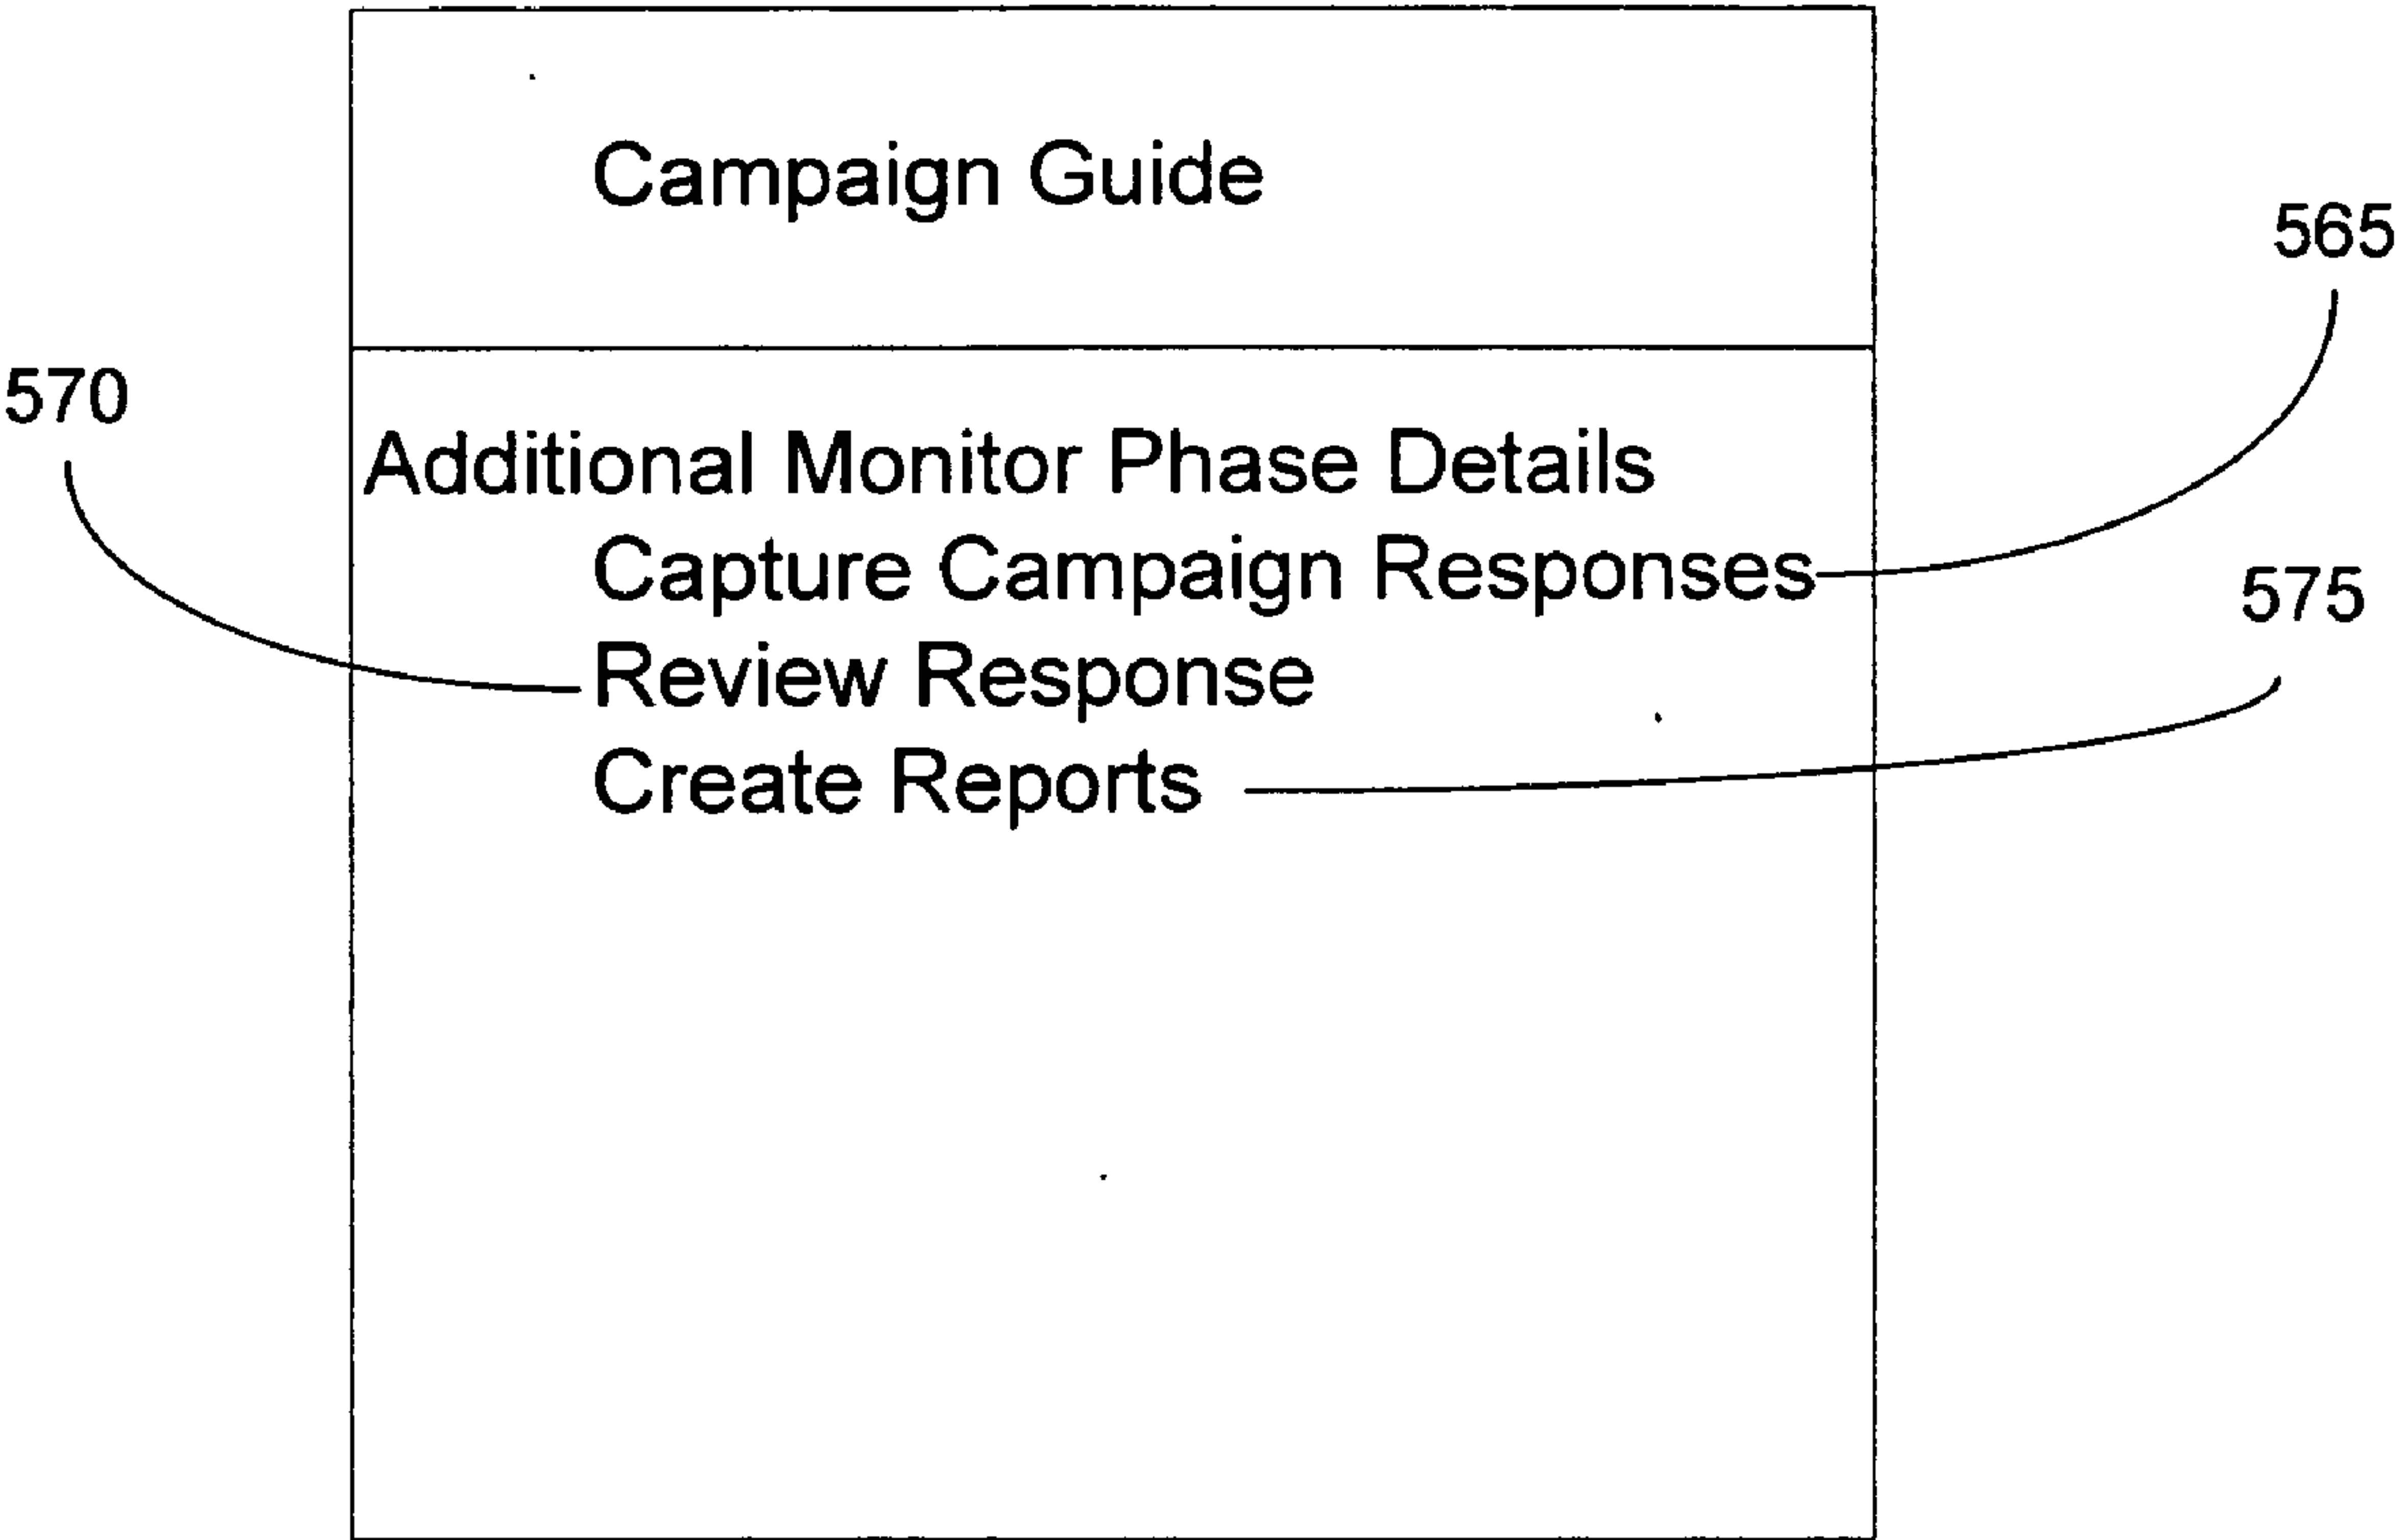 Campaign Guide
565
570
Additional Monitor Phase Details
Capture Campaign Responses
575
Review Response
Create Reports